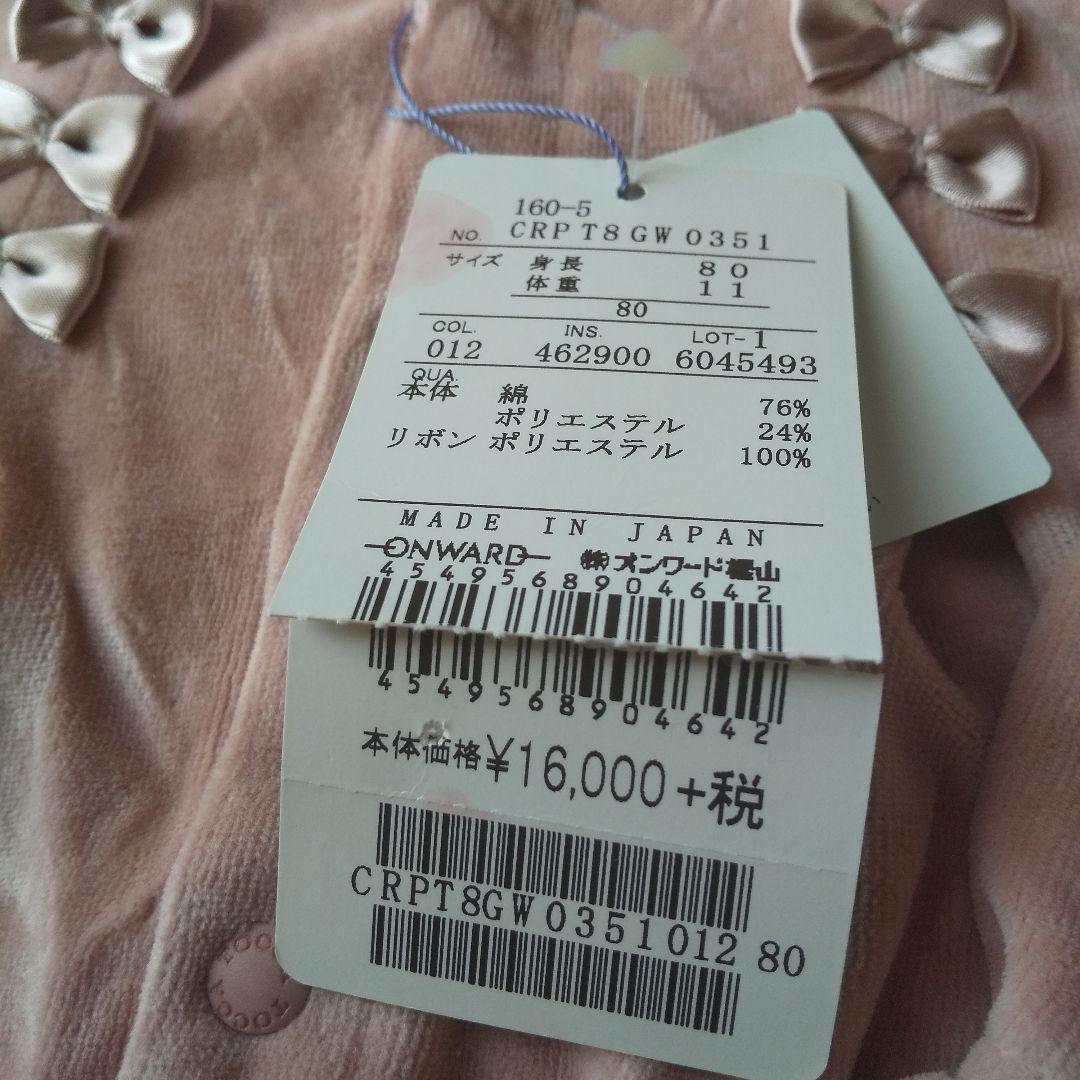 160-5
NO. CRPT8GW0351
サイズ 身長 80
体重 11
80
COL. INS. LOT-1
012 462900 6045493
QUA.
本体 綿 76%
ポリエステル 24%
リボン ポリエステル 100%
MADE IN JAPAN
ONWARD ㈱オンワード樫山
4549568904642
4549568904642
本体価格¥16,000+税
CRPT8GW0351012 80